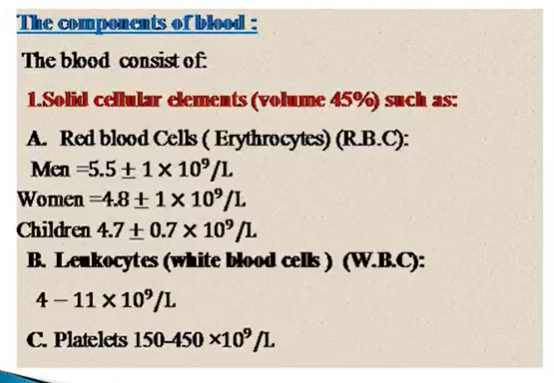 The components of blood :
The blood consist of:
1.Solid cellular elements (volume 45%) such as:
A. Red blood Cells ( Erythrocytes) (R.B.C):
Men =5.5 ± 1 × 10⁹/L
Women =4.8 ± 1 × 10⁹/L
Children 4.7 ± 0.7 × 10⁹/L
B. Leukocytes (white blood cells ) (W.B.C):
4 – 11 × 10⁹/L
C. Platelets 150-450 ×10⁹/L